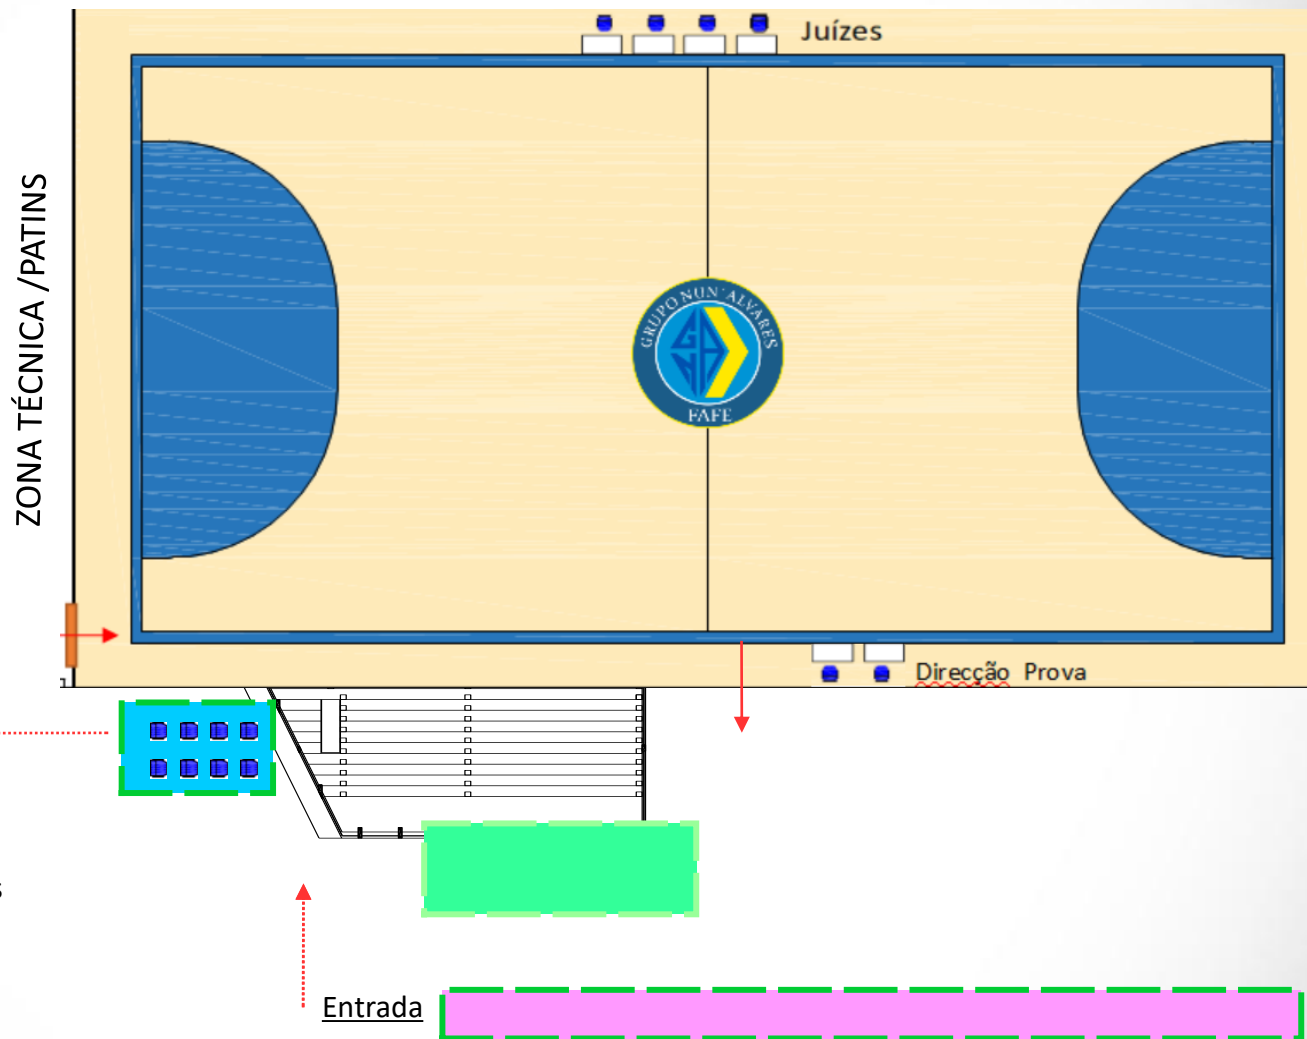 Juízes
ZONA TÉCNICA /PATINS
GRUPO NUN'ALVARES
FAFE
Direcção Prova
Entrada